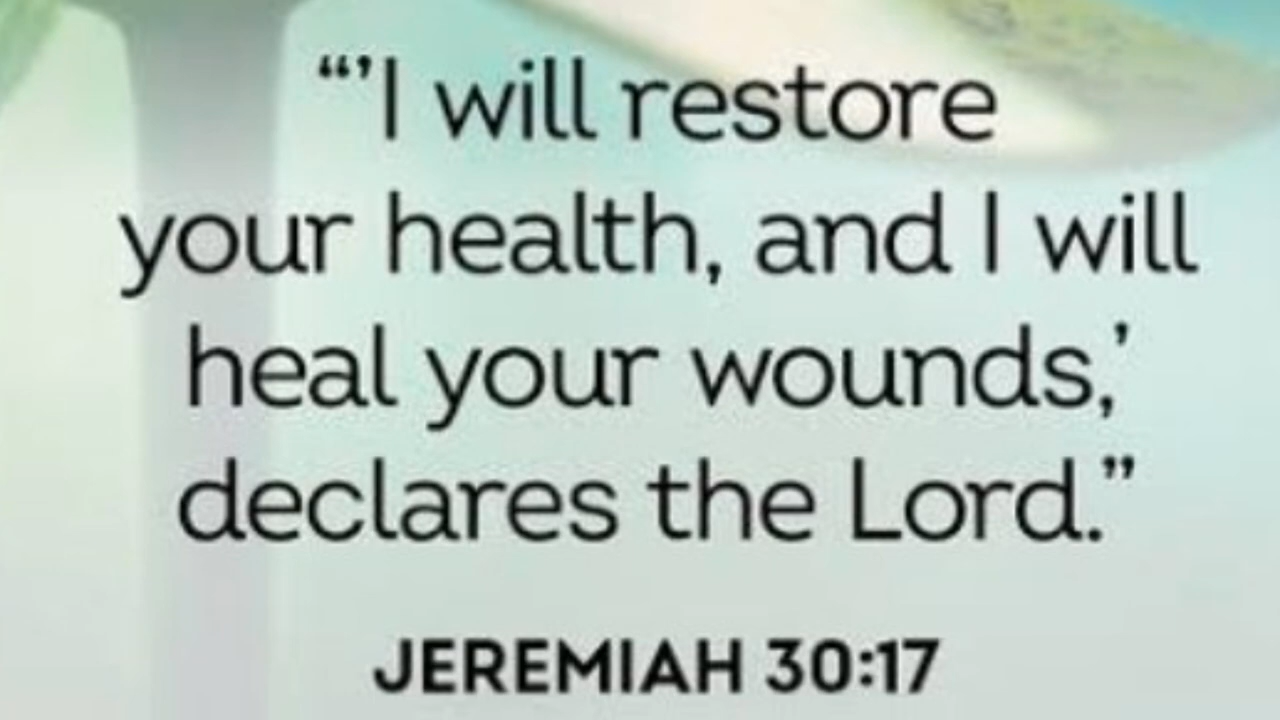 “’I will restore
your health, and I will
heal your wounds,’
declares the Lord.”
JEREMIAH 30:17